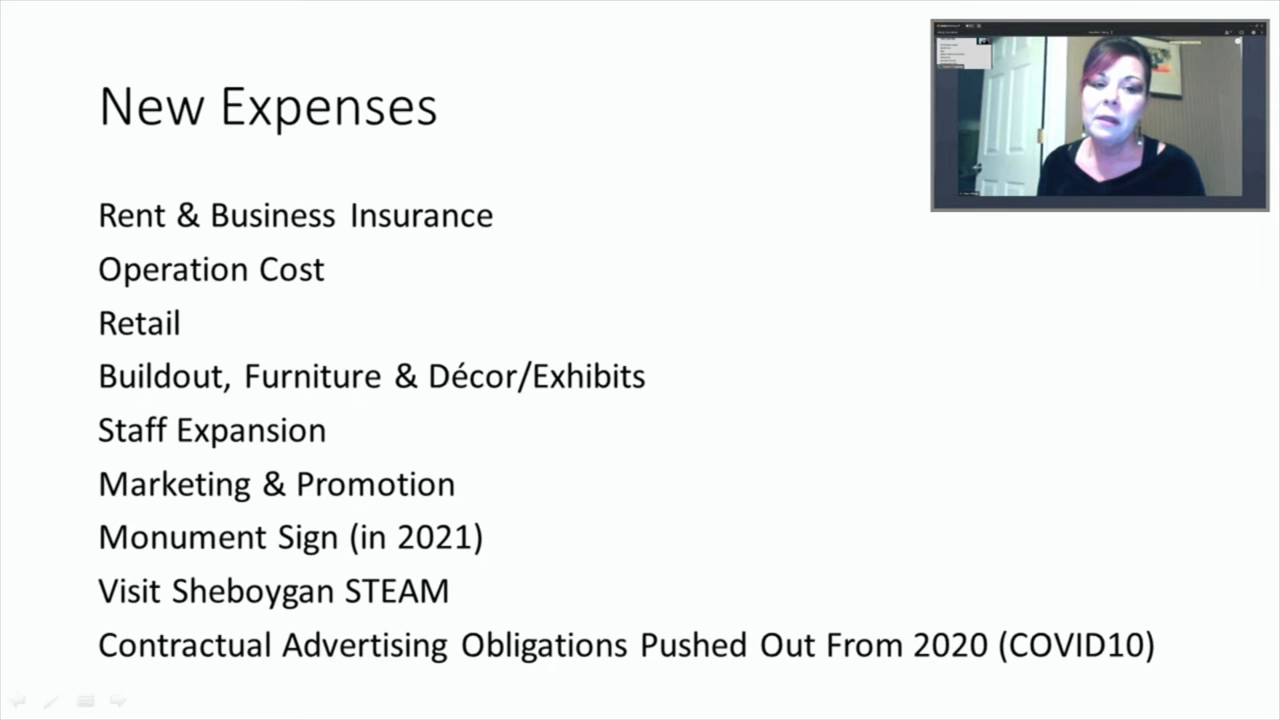 New Expenses
Rent & Business Insurance
Operation Cost
Retail
Buildout, Furniture & Décor/Exhibits
Staff Expansion
Marketing & Promotion
Monument Sign (in 2021)
Visit Sheboygan STEAM
Contractual Advertising Obligations Pushed Out From 2020 (COVID10)